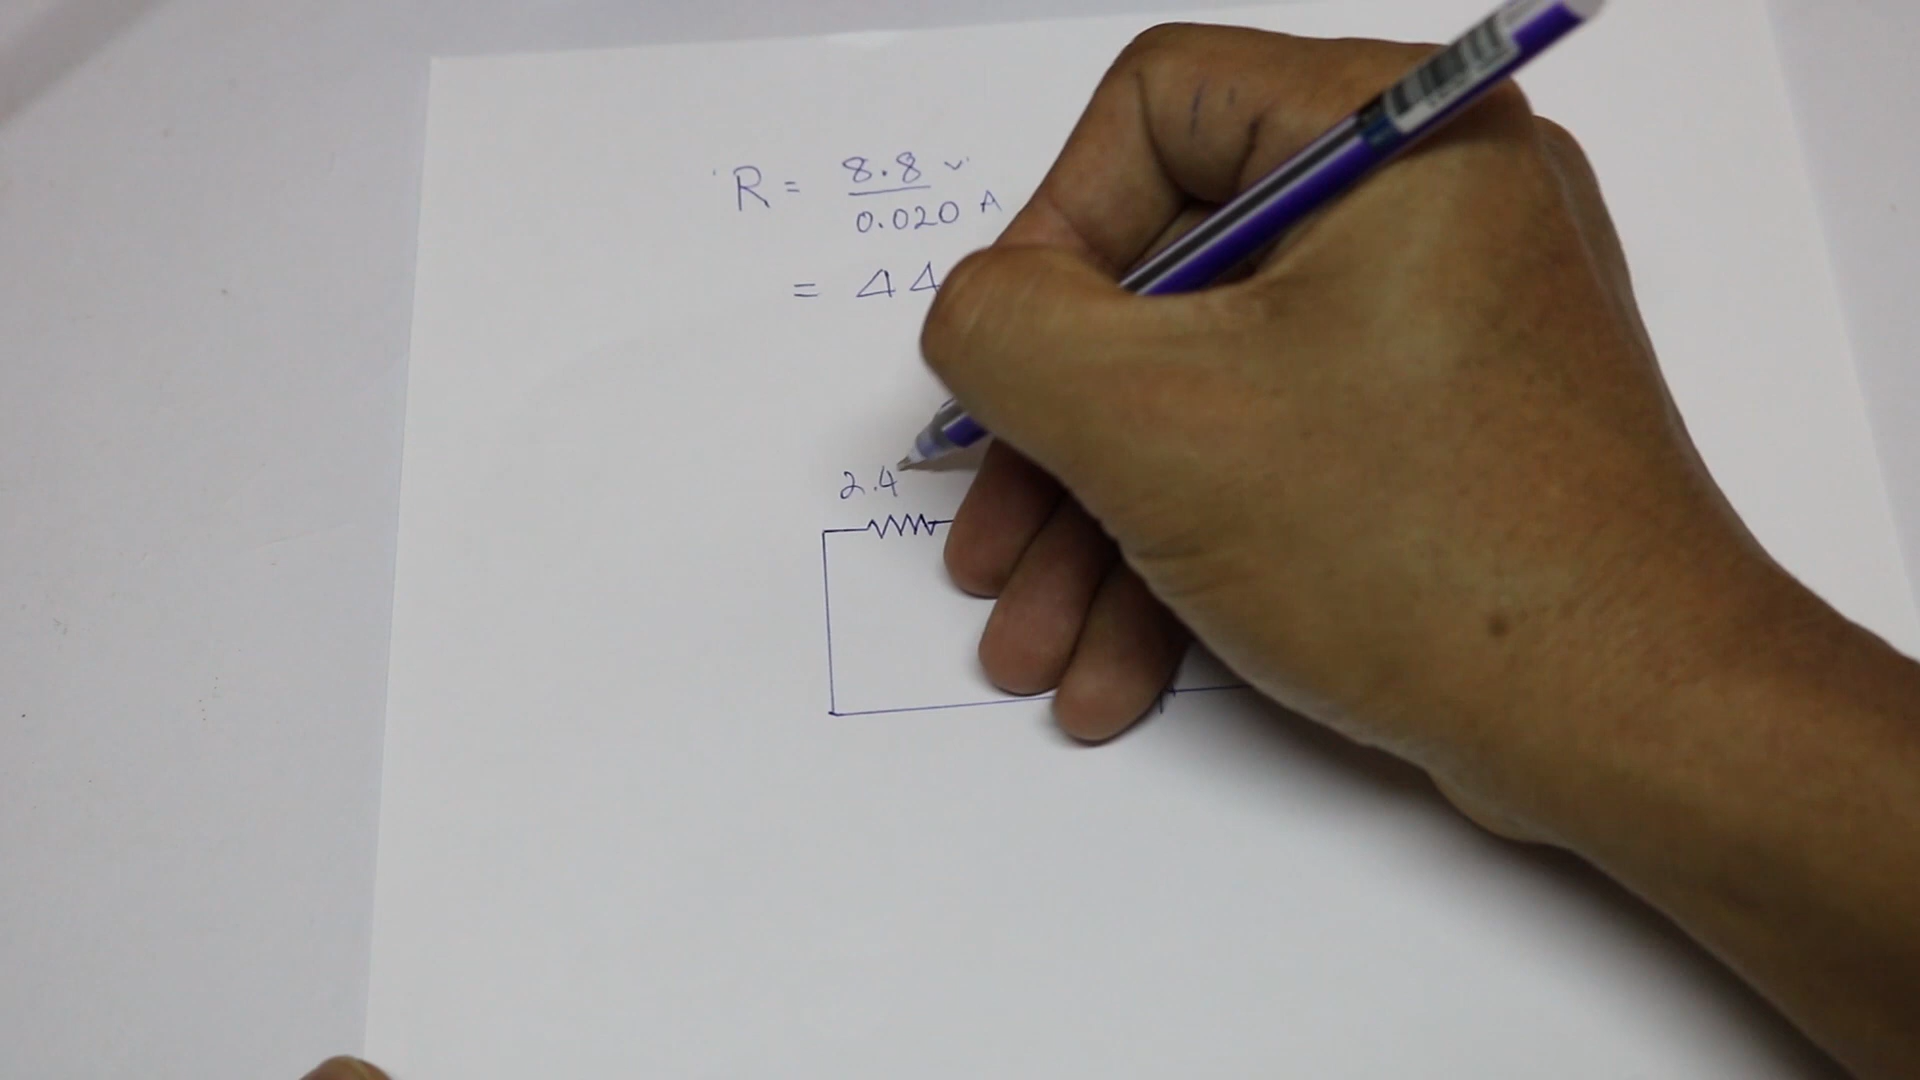 R = 8.8 v
0.020 A
= 44
2.4